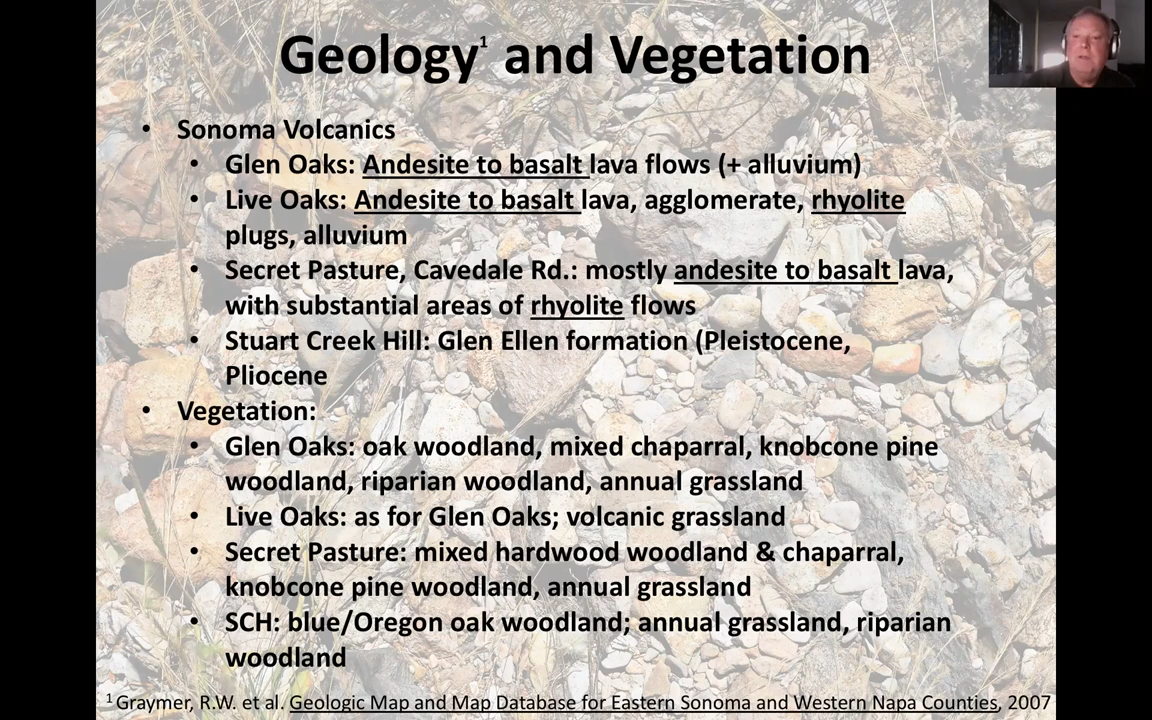 Geology¹ and Vegetation
• Sonoma Volcanics
• Glen Oaks: Andesite to basalt lava flows (+ alluvium)
• Live Oaks: Andesite to basalt lava, agglomerate, rhyolite
plugs, alluvium
• Secret Pasture, Cavedale Rd.: mostly andesite to basalt lava,
with substantial areas of rhyolite flows
• Stuart Creek Hill: Glen Ellen formation (Pleistocene,
Pliocene
• Vegetation:
• Glen Oaks: oak woodland, mixed chaparral, knobcone pine
woodland, riparian woodland, annual grassland
• Live Oaks: as for Glen Oaks; volcanic grassland
• Secret Pasture: mixed hardwood woodland & chaparral,
knobcone pine woodland, annual grassland
• SCH: blue/Oregon oak woodland; annual grassland, riparian
woodland
¹ Graymer, R.W. et al. Geologic Map and Map Database for Eastern Sonoma and Western Napa Counties, 2007